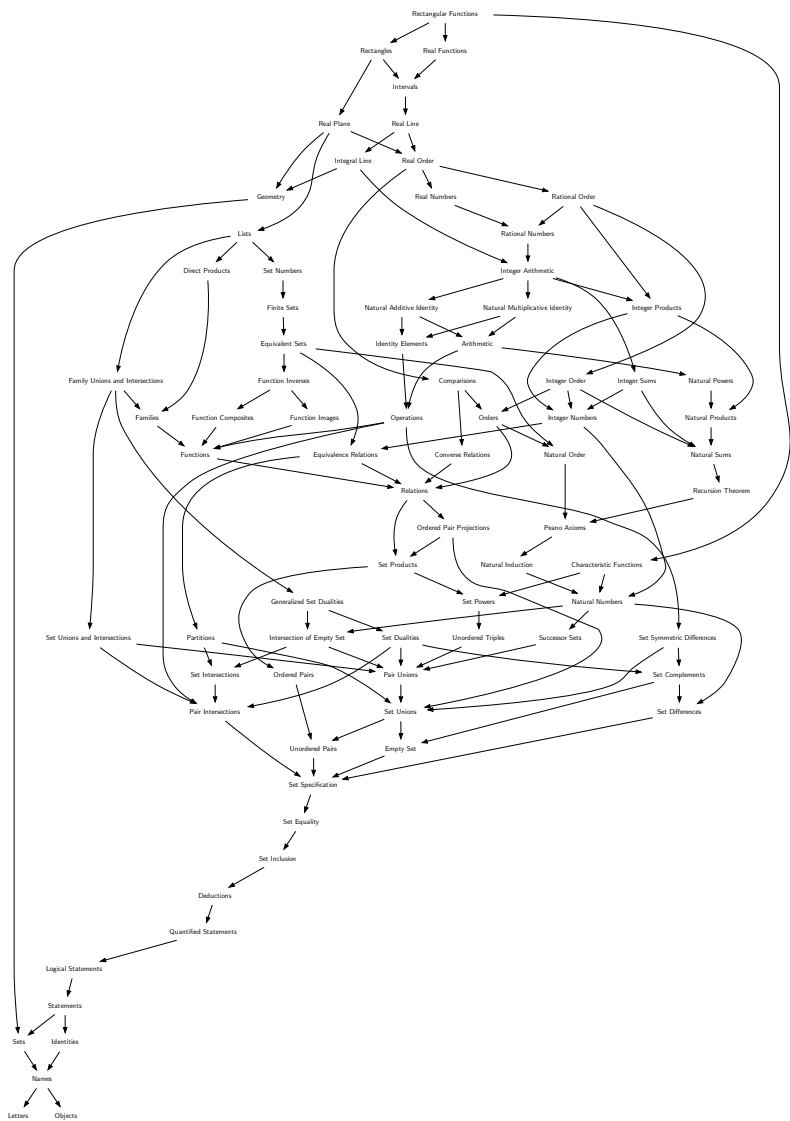 Rectangular Functions
Rectangles
Real Functions
Intervals
Real Plane
Real Line
Integral Line
Real Order
Geometry
Real Numbers
Rational Order
Lists
Rational Numbers
Direct Products
Set Numbers
Integer Arithmetic
Finite Sets
Natural Additive Identity
Natural Multiplicative Identity
Integer Products
Equivalent Sets
Identity Elements
Arithmetic
Family Unions and Intersections
Function Inverses
Comparisons
Integer Order
Integer Sums
Natural Powers
Families
Function Composites
Function Images
Operations
Orders
Integer Numbers
Natural Products
Functions
Equivalence Relations
Converse Relations
Natural Order
Natural Sums
Relations
Recursion Theorem
Ordered Pair Projections
Peano Axioms
Set Products
Natural Induction
Characteristic Functions
Generalized Set Dualities
Set Powers
Natural Numbers
Set Unions and Intersections
Partitions
Intersection of Empty Set
Set Dualities
Unordered Triples
Successor Sets
Set Symmetric Differences
Set Intersections
Ordered Pairs
Pair Unions
Set Complements
Pair Intersections
Set Unions
Set Differences
Unordered Pairs
Empty Set
Set Specification
Set Equality
Set Inclusion
Deductions
Quantified Statements
Logical Statements
Statements
Sets
Identities
Names
Letters
Objects